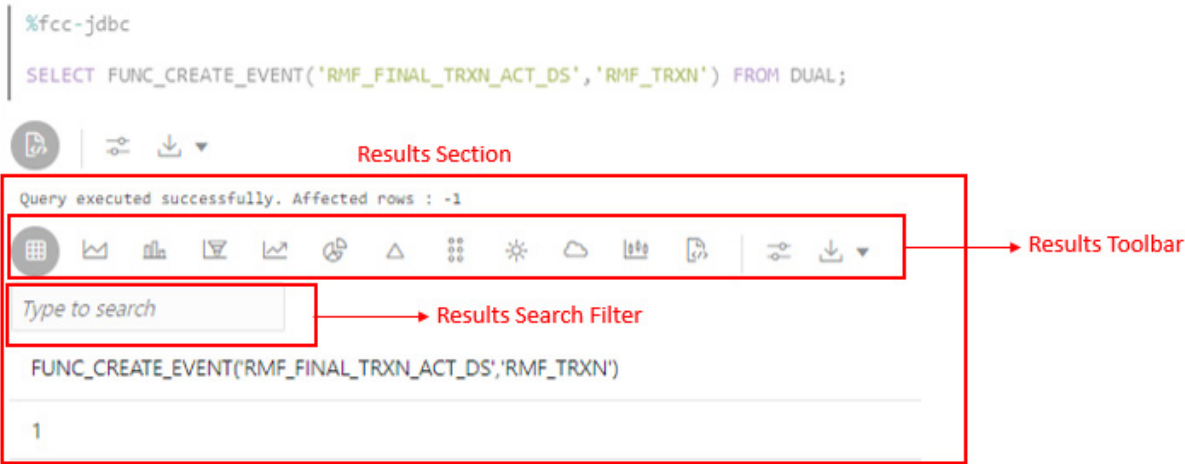 %fcc-jdbc
SELECT FUNC_CREATE_EVENT('RMF_FINAL_TRXN_ACT_DS','RMF_TRXN') FROM DUAL;
Results Section
Query executed successfully. Affected rows : -1
Results Toolbar
Type to search
Results Search Filter
FUNC_CREATE_EVENT('RMF_FINAL_TRXN_ACT_DS','RMF_TRXN')
1